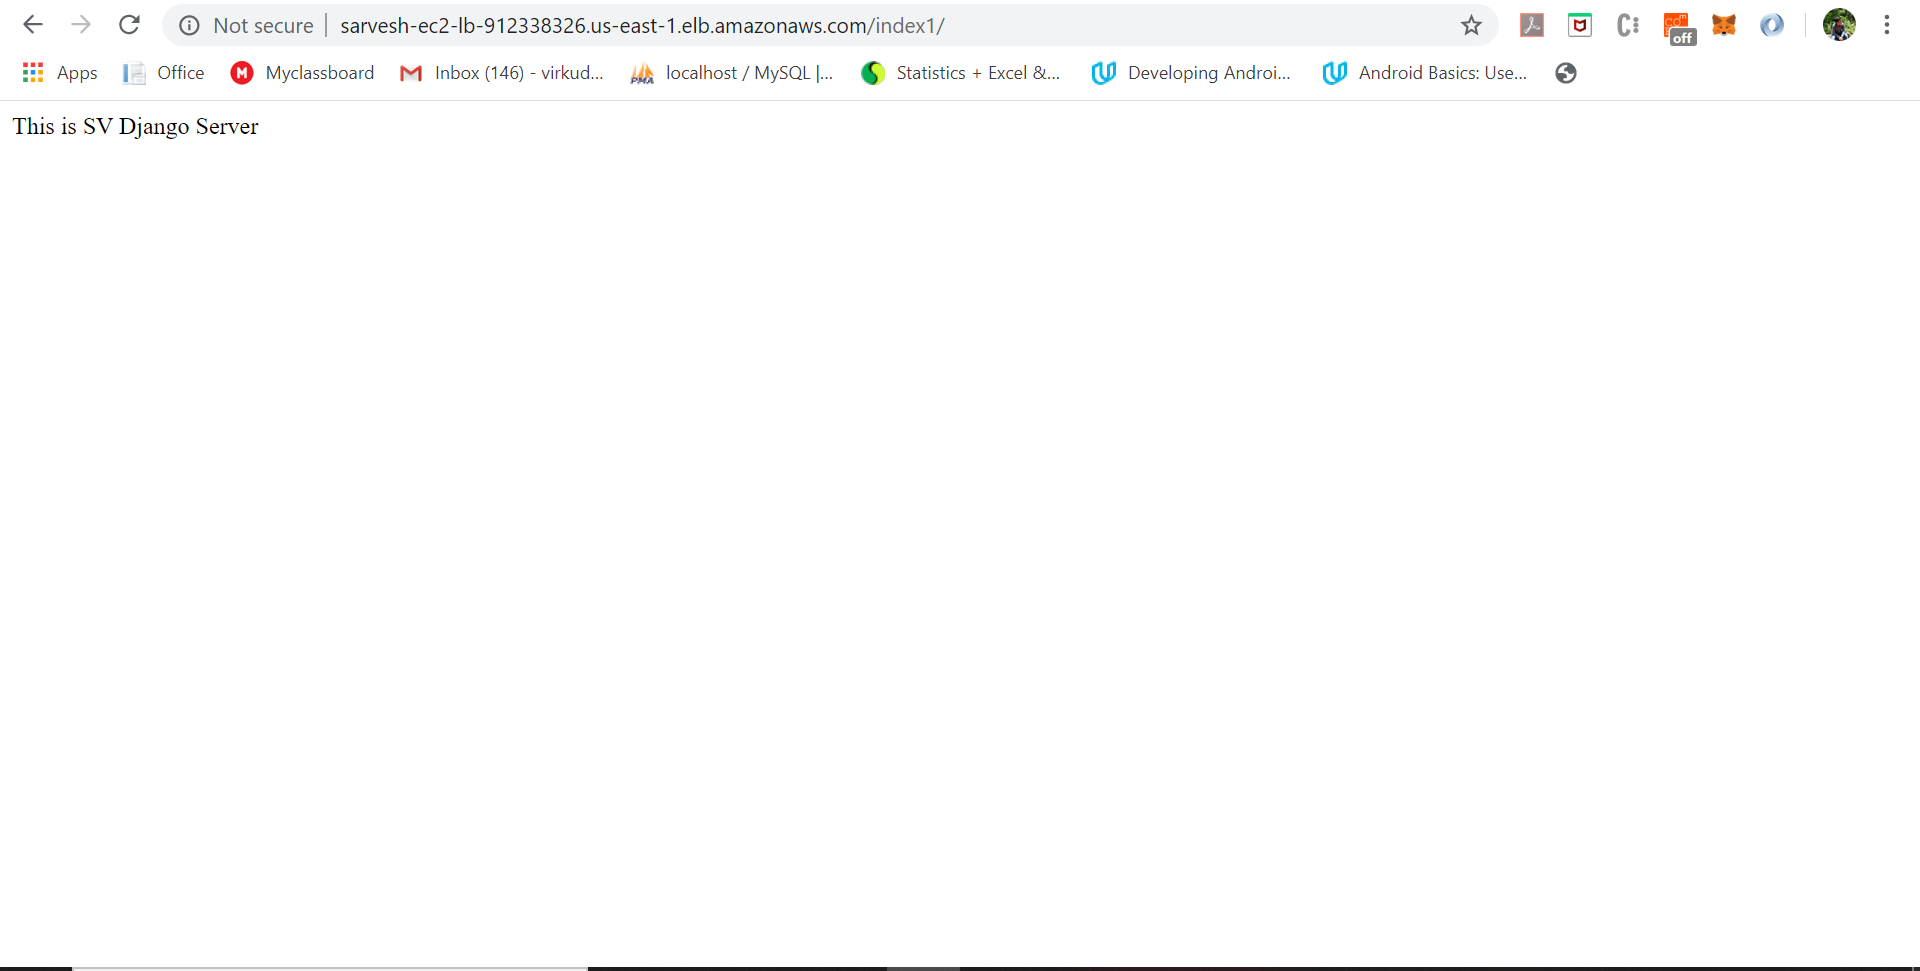 Not secure | sarvesh-ec2-lb-912338326.us-east-1.elb.amazonaws.com/index1/
off
Apps Office Myclassboard Inbox (146) - virkud... localhost / MySQL |... Statistics + Excel &... Developing Androi... Android Basics: Use...
This is SV Django Server